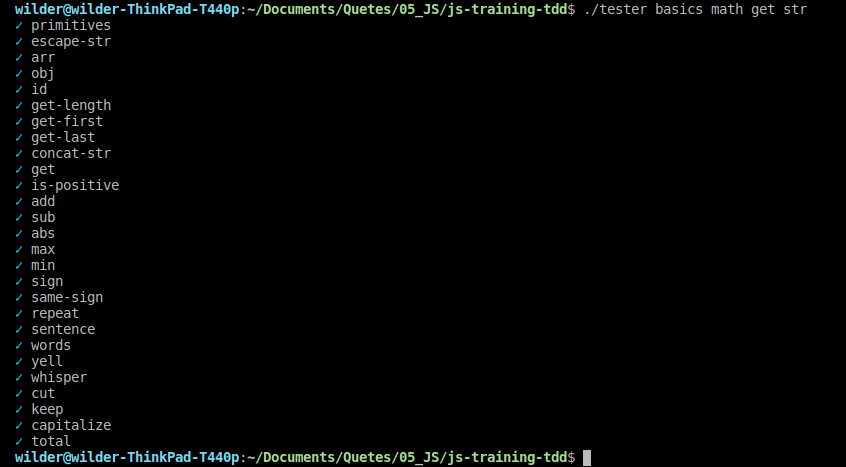 wilder@wilder-ThinkPad-T440p:~/Documents/Quetes/05_JS/js-training-tdd$ ./tester basics math get str
✓ primitives
✓ escape-str
✓ arr
✓ obj
✓ id
✓ get-length
✓ get-first
✓ get-last
✓ concat-str
✓ get
✓ is-positive
✓ add
✓ sub
✓ abs
✓ max
✓ min
✓ sign
✓ same-sign
✓ repeat
✓ sentence
✓ words
✓ yell
✓ whisper
✓ cut
✓ keep
✓ capitalize
✓ total
wilder@wilder-ThinkPad-T440p:~/Documents/Quetes/05_JS/js-training-tdd$